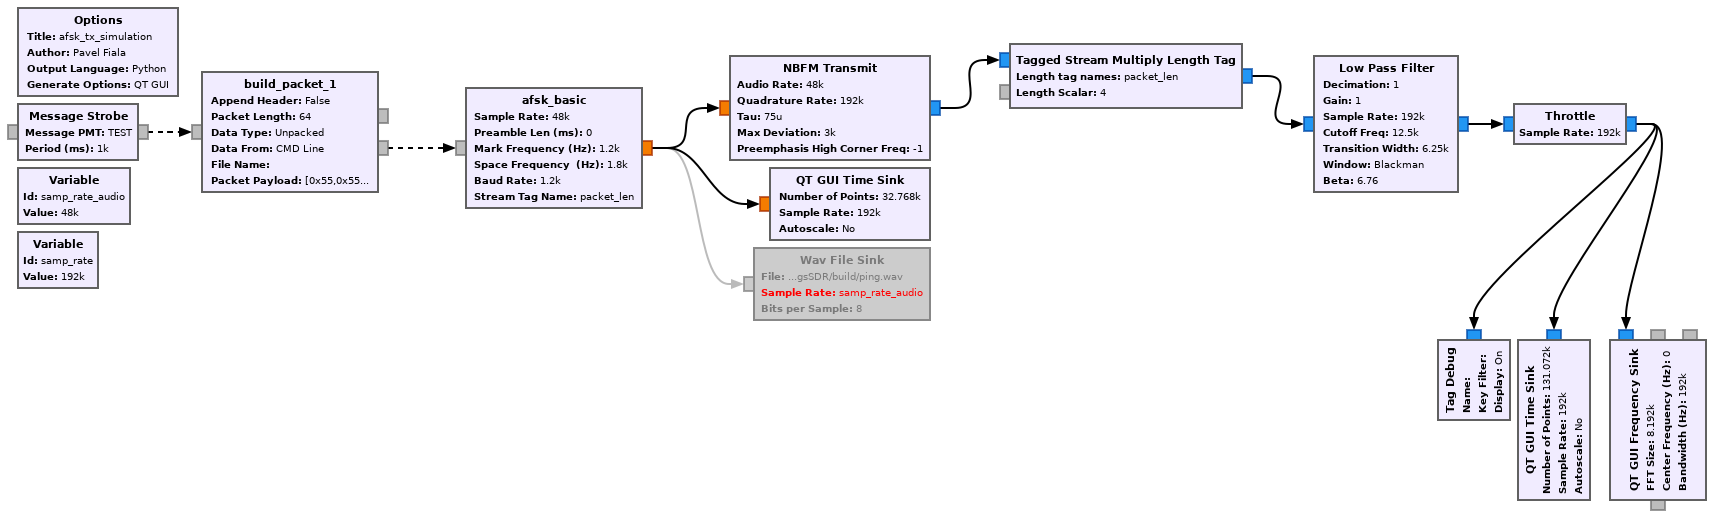 Options
Title: afsk_tx_simulation
Author: Pavel Fiala
Output Language: Python
Generate Options: QT GUI
Message Strobe
Message PMT: TEST
Period (ms): 1k
Variable
Id: samp_rate_audio
Value: 48k
Variable
Id: samp_rate
Value: 192k
build_packet_1
Append Header: False
Packet Length: 64
Data Type: Unpacked
Data From: CMD Line
File Name:
Packet Payload: [0x55,0x55...
afsk_basic
Sample Rate: 48k
Preamble Len (ms): 0
Mark Frequency (Hz): 1.2k
Space Frequency  (Hz): 1.8k
Baud Rate: 1.2k
Stream Tag Name: packet_len
NBFM Transmit
Audio Rate: 48k
Quadrature Rate: 192k
Tau: 75u
Max Deviation: 3k
Preemphasis High Corner Freq: -1
QT GUI Time Sink
Number of Points: 32.768k
Sample Rate: 192k
Autoscale: No
Wav File Sink
File: ...gsSDR/build/ping.wav
Sample Rate: samp_rate_audio
Bits per Sample: 8
Tagged Stream Multiply Length Tag
Length tag names: packet_len
Length Scalar: 4
Low Pass Filter
Decimation: 1
Gain: 1
Sample Rate: 192k
Cutoff Freq: 12.5k
Transition Width: 6.25k
Window: Blackman
Beta: 6.76
Throttle
Sample Rate: 192k
Tag Debug
Name:
Key Filter:
Display: On
QT GUI Time Sink
Number of Points: 131.072k
Sample Rate: 192k
Autoscale: No
QT GUI Frequency Sink
FFT Size: 8.192k
Center Frequency (Hz): 0
Bandwidth (Hz): 192k